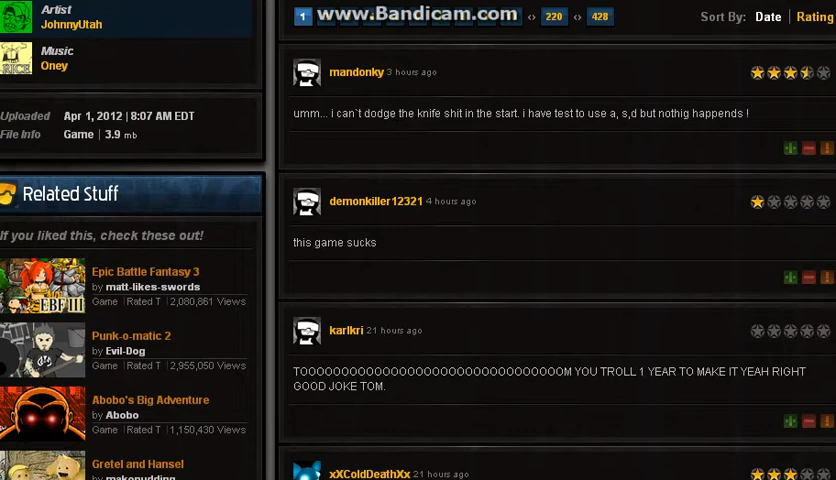 Artist
JohnnyUtah
Music
Oney
Uploaded Apr 1, 2012 | 8:07 AM EDT
File Info Game | 3.9 mb
Related Stuff
If you liked this, check these out!
Epic Battle Fantasy 3
by matt-likes-swords
Game | Rated T | 2,080,861 Views
EBF III
Punk-o-matic 2
by Evil-Dog
Game | Rated T | 2,955,050 Views
Abobo's Big Adventure
by Abobo
Game | Rated T | 1,150,430 Views
Gretel and Hansel
by makopudding
www.Bandicam.com
1 ‹› 220 ‹› 428
Sort By: Date | Rating
mandonky 3 hours ago
umm... i can`t dodge the knife shit in the start. i have test to use a, s,d but nothig happends !
demonkiller12321 4 hours ago
this game sucks
karlkri 21 hours ago
TOOOOOOOOOOOOOOOOOOOOOOOOOOOOOOOOM YOU TROLL 1 YEAR TO MAKE IT YEAH RIGHT
GOOD JOKE TOM.
xXColdDeathXx 21 hours ago